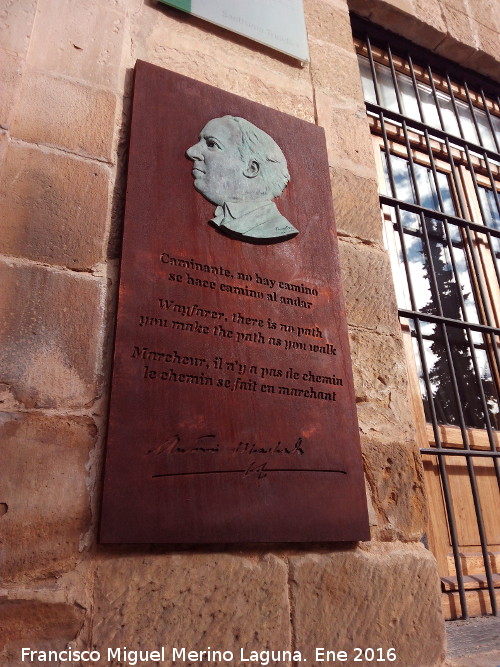 Caminante, no hay camino
se hace camino al andar
Wayfarer, there is no path
you make the path as you walk
Marcheur, il n'y a pas de chemin
le chemin se fait en marchant
Antonio Machado
Francisco Miguel Merino Laguna. Ene 2016